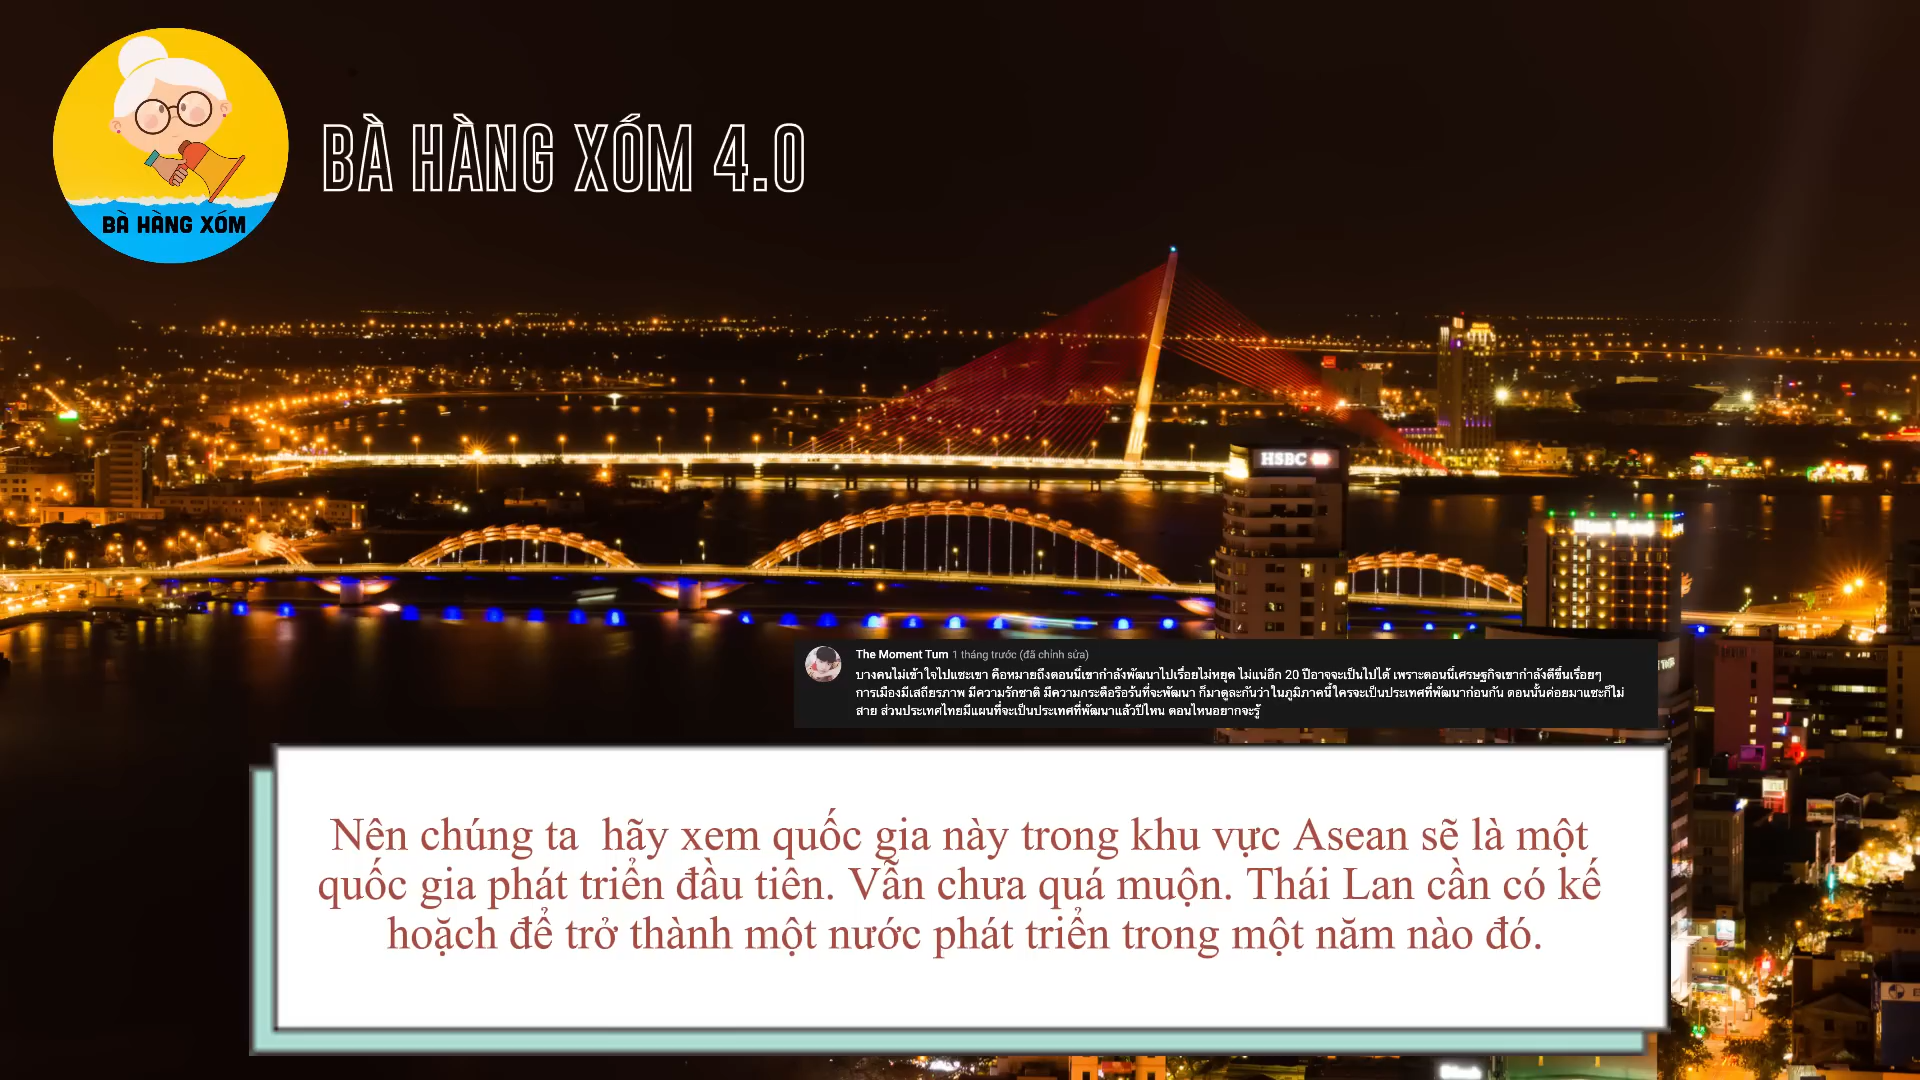 BÀ HÀNG XÓM
BÀ HÀNG XÓM 4.0
HSBC
The Moment Tum 1 tháng trước (đã chỉnh sửa)
บางคนไม่เข้าใจไปแซะเขา คือหมายถึงตอนนี้เขากำลังพัฒนาไปเรื่อยไม่หยุด ไม่แน่อีก 20 ปีอาจจะเป็นไปได้ เพราะตอนนี้เศรษฐกิจเขากำลังดีขึ้นเรื่อยๆ
การเมืองมีเสถียรภาพ มีความรักชาติ มีความกระตือรือร้นที่จะพัฒนา ก็มาดูละกันว่า ในภูมิภาคนี้ใครจะเป็นประเทศที่พัฒนาก่อนกัน ตอนนั้นค่อยมาแซะก็ไม่
สาย ส่วนประเทศไทยมีแผนที่จะเป็นประเทศที่พัฒนาแล้วปีไหน ตอนไหนอยากจะรู้
Nên chúng ta hãy xem quốc gia này trong khu vực Asean sẽ là một
quốc gia phát triển đầu tiên. Vẫn chưa quá muộn. Thái Lan cần có kế
hoặch để trở thành một nước phát triển trong một năm nào đó.